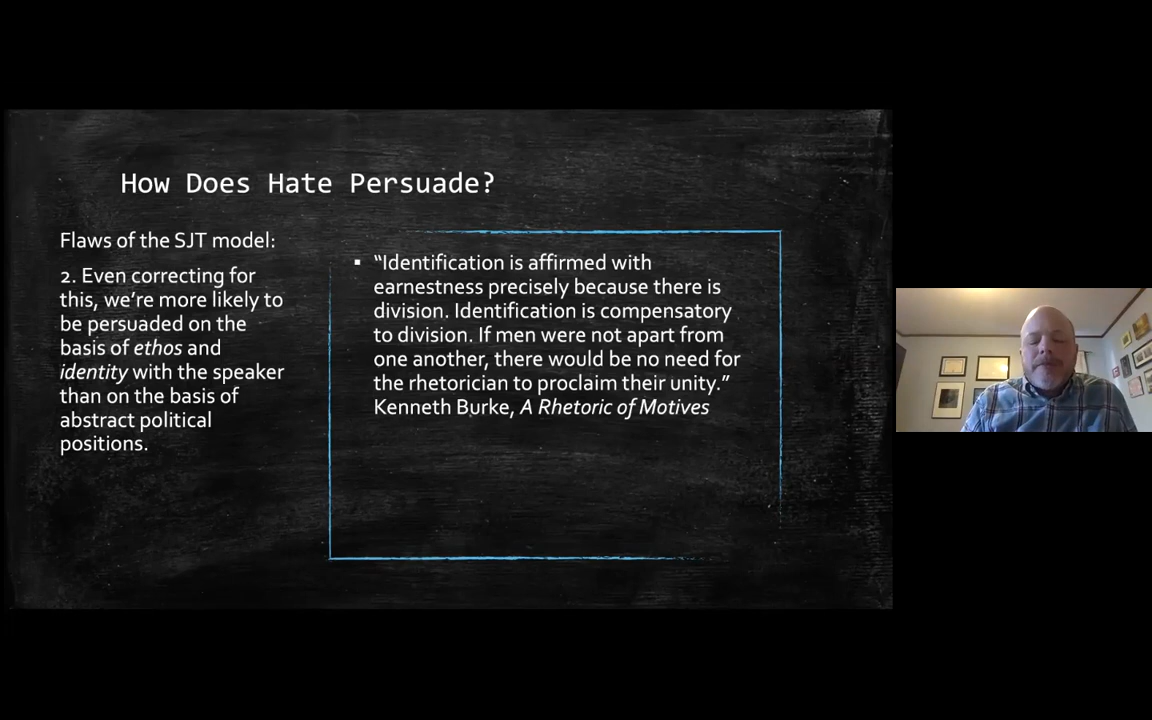 How Does Hate Persuade?
Flaws of the SJT model:
2. Even correcting for
this, we’re more likely to
be persuaded on the
basis of ethos and
identity with the speaker
than on the basis of
abstract political
positions.
▪ “Identification is affirmed with
earnestness precisely because there is
division. Identification is compensatory
to division. If men were not apart from
one another, there would be no need for
the rhetorician to proclaim their unity.”
Kenneth Burke, A Rhetoric of Motives